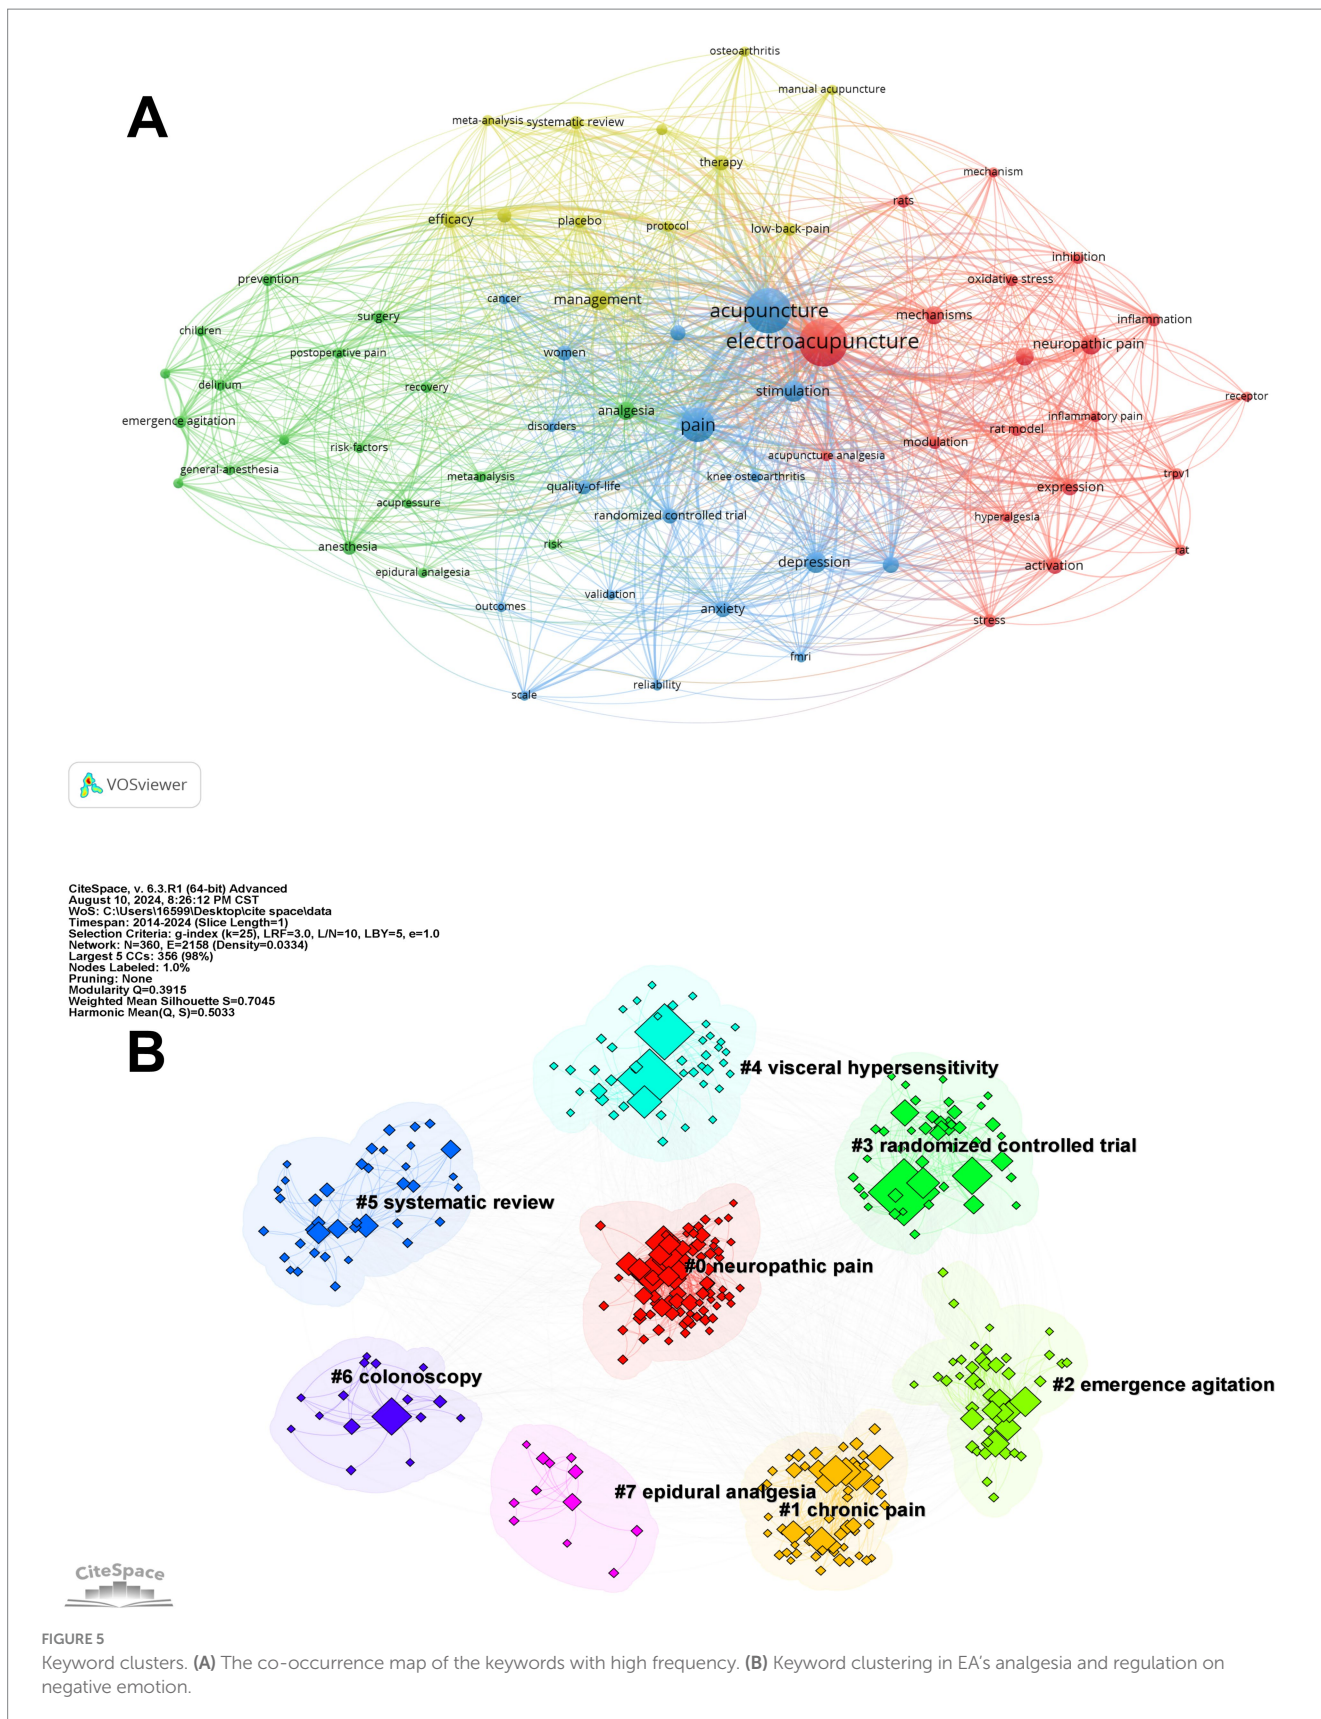 A
osteoarthritis
manual acupuncture
meta-analysis
systematic review
therapy
mechanism
rats
efficacy
placebo
protocol
low-back-pain
inhibition
prevention
oxidative stress
cancer
management
acupuncture
mechanisms
inflammation
surgery
children
electroacupuncture
neuropathic pain
postoperative pain
women
delirium
recovery
stimulation
receptor
analgesia
emergence agitation
disorders
pain
inflammatory pain
rat model
risk-factors
modulation
acupuncture analgesia
general-anesthesia
metaanalysis
knee osteoarthritis
trpv1
quality-of-life
expression
acupressure
randomized controlled trial
hyperalgesia
anesthesia
risk
rat
depression
activation
epidural analgesia
validation
outcomes
anxiety
stress
fmri
reliability
scale
VOSviewer
CiteSpace, v. 6.3.R1 (64-bit) Advanced
August 10, 2024, 8:26:12 PM CST
WoS: C:\Users\16599\Desktop\cite space\data
Timespan: 2014-2024 (Slice Length=1)
Selection Criteria: g-index (k=25), LRF=3.0, L/N=10, LBY=5, e=1.0
Network: N=360, E=2158 (Density=0.0334)
Largest 5 CCs: 356 (98%)
Nodes Labeled: 1.0%
Pruning: None
Modularity Q=0.3915
Weighted Mean Silhouette S=0.7045
Harmonic Mean(Q, S)=0.5033
B
#4 visceral hypersensitivity
#3 randomized controlled trial
#5 systematic review
#0 neuropathic pain
#6 colonoscopy
#2 emergence agitation
#7 epidural analgesia
#1 chronic pain
CiteSpace
FIGURE 5
Keyword clusters. (A) The co-occurrence map of the keywords with high frequency. (B) Keyword clustering in EA's analgesia and regulation on
negative emotion.